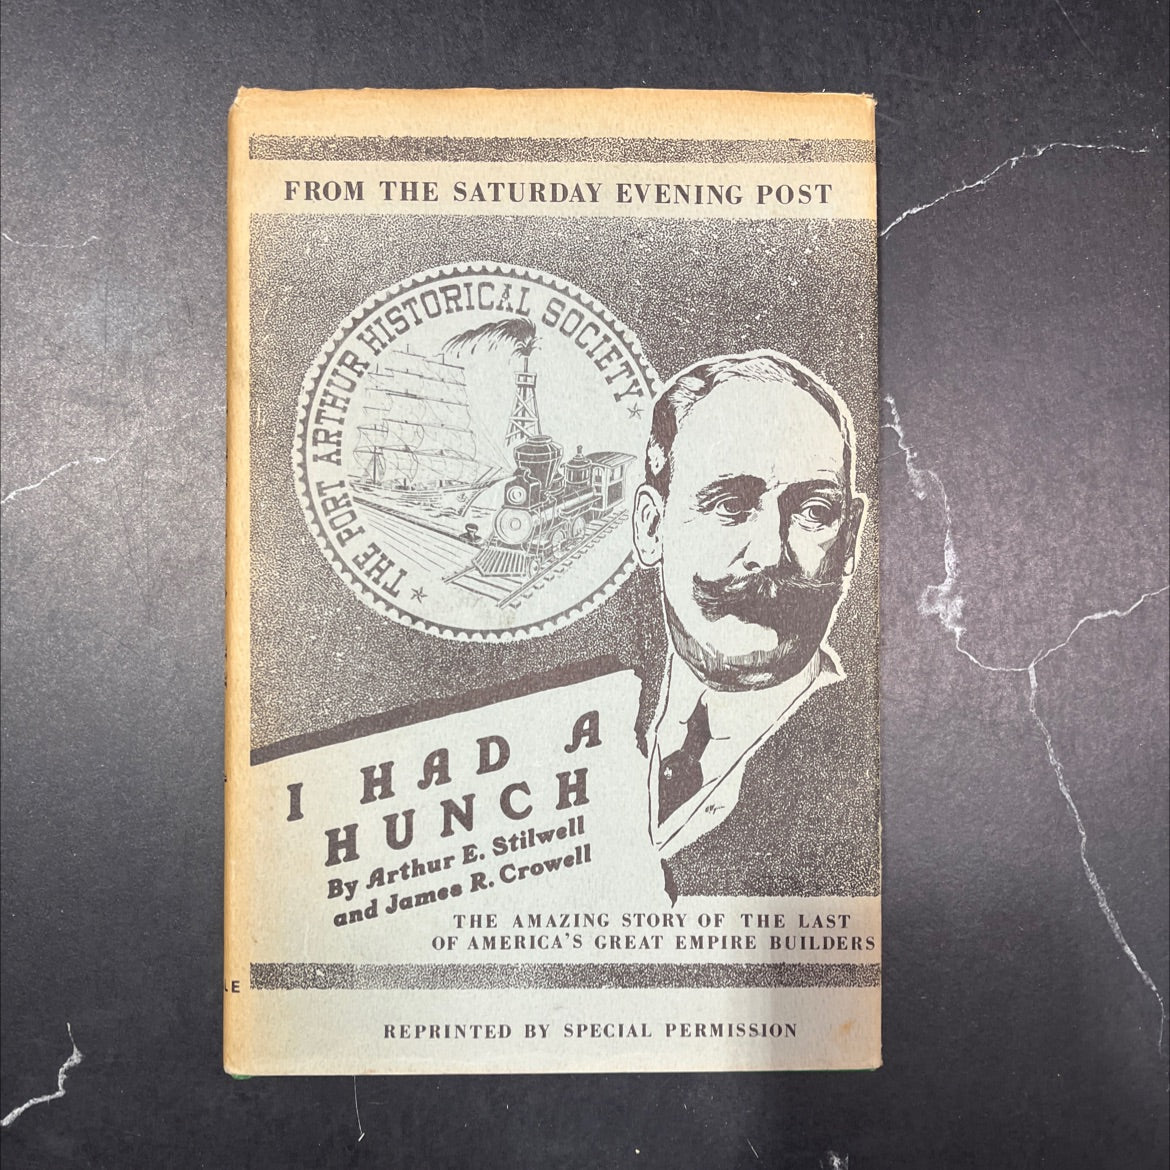 FROM THE SATURDAY EVENING POST
THE PORT ARTHUR HISTORICAL SOCIETY
I HAD A
HUNCH
By Arthur E. Stilwell
and James R. Crowell
THE AMAZING STORY OF THE LAST
OF AMERICA'S GREAT EMPIRE BUILDERS
REPRINTED BY SPECIAL PERMISSION